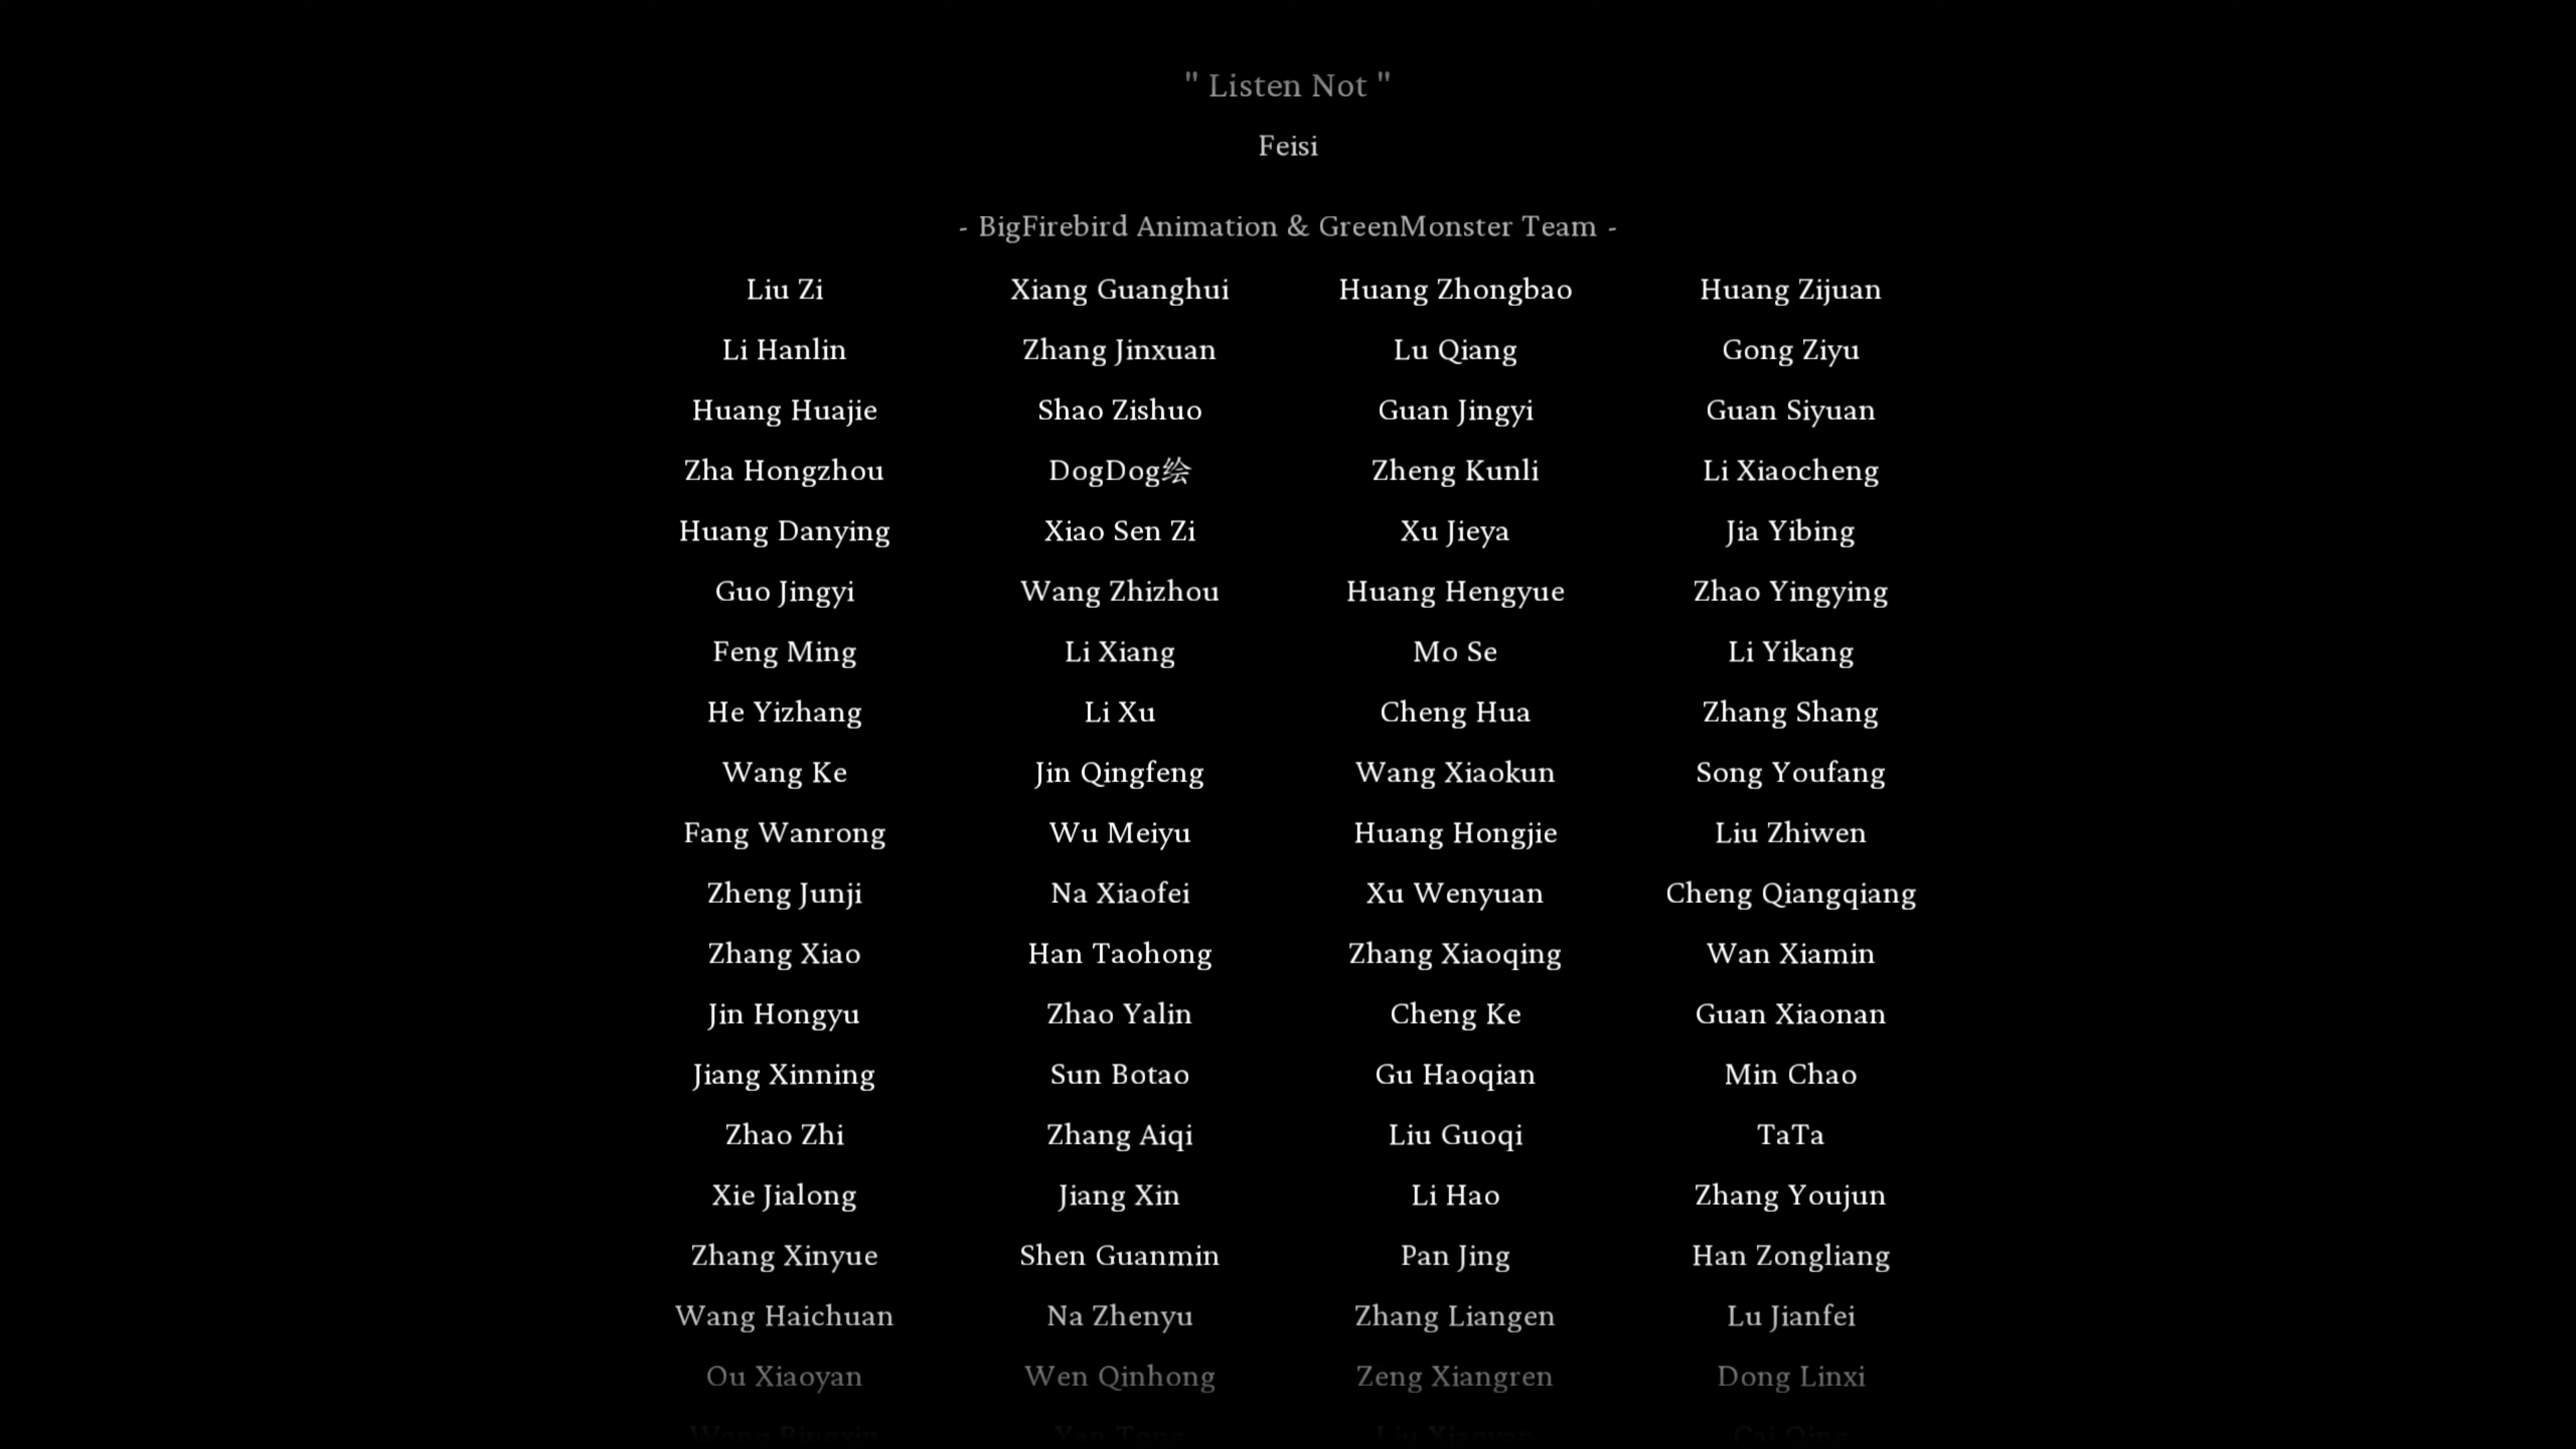 " Listen Not "
Feisi
- BigFirebird Animation & GreenMonster Team -
Liu Zi Xiang Guanghui Huang Zhongbao Huang Zijuan
Li Hanlin Zhang Jinxuan Lu Qiang Gong Ziyu
Huang Huajie Shao Zishuo Guan Jingyi Guan Siyuan
Zha Hongzhou DogDog绘 Zheng Kunli Li Xiaocheng
Huang Danying Xiao Sen Zi Xu Jieya Jia Yibing
Guo Jingyi Wang Zhizhou Huang Hengyue Zhao Yingying
Feng Ming Li Xiang Mo Se Li Yikang
He Yizhang Li Xu Cheng Hua Zhang Shang
Wang Ke Jin Qingfeng Wang Xiaokun Song Youfang
Fang Wanrong Wu Meiyu Huang Hongjie Liu Zhiwen
Zheng Junji Na Xiaofei Xu Wenyuan Cheng Qiangqiang
Zhang Xiao Han Taohong Zhang Xiaoqing Wan Xiamin
Jin Hongyu Zhao Yalin Cheng Ke Guan Xiaonan
Jiang Xinning Sun Botao Gu Haoqian Min Chao
Zhao Zhi Zhang Aiqi Liu Guoqi TaTa
Xie Jialong Jiang Xin Li Hao Zhang Youjun
Zhang Xinyue Shen Guanmin Pan Jing Han Zongliang
Wang Haichuan Na Zhenyu Zhang Liangen Lu Jianfei
Ou Xiaoyan Wen Qinhong Zeng Xiangren Dong Linxi